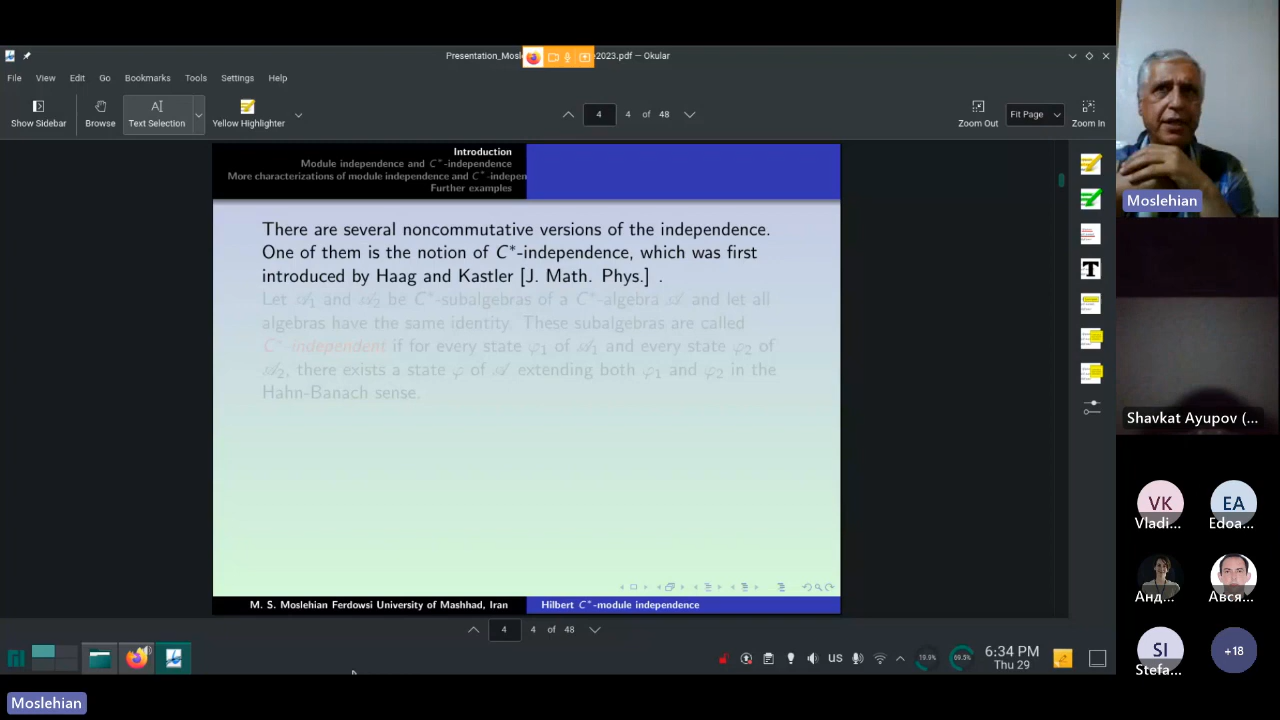 Presentation_Mosl
2023.pdf — Okular
File View Edit Go Bookmarks Tools Settings Help
Show Sidebar
Browse
Text Selection
Yellow Highlighter
4 4 of 48
Zoom Out
Fit Page
Zoom In
Introduction
Module independence and C*-independence
More characterizations of module independence and C*-indepen
Further examples
There are several noncommutative versions of the independence.
One of them is the notion of C*-independence, which was first
introduced by Haag and Kastler [J. Math. Phys.] .
Let 𝒜1 and 𝒜2 be C*-subalgebras of a C*-algebra 𝒜 and let all
algebras have the same identity. These subalgebras are called
C*-independent if for every state φ1 of 𝒜1 and every state φ2 of
𝒜2, there exists a state φ of 𝒜 extending both φ1 and φ2 in the
Hahn-Banach sense.
M. S. Moslehian Ferdowsi University of Mashhad, Iran
Hilbert C*-module independence
4 4 of 48
19.9%
69.5%
US
6:34 PM
Thu 29
Moslehian
Shavkat Ayupov (...
VK
Vladi...
EA
Edoa...
Анд...
Ався...
SI
Stefa...
+18
Moslehian